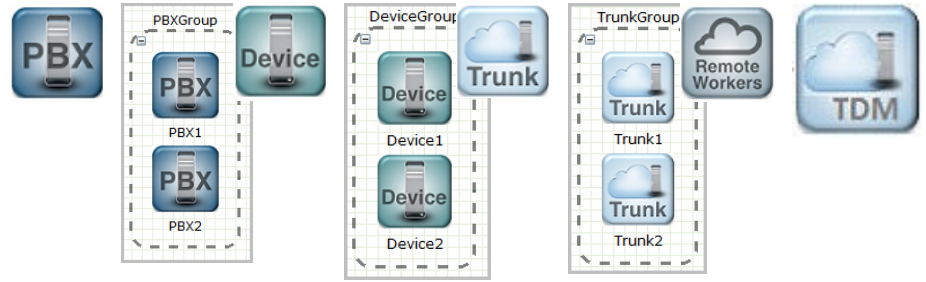 PBX
PBXGroup
PBX
PBX1
PBX
PBX2
Device
DeviceGroup
Device
Device1
Device
Device2
Trunk
TrunkGroup
Trunk
Trunk1
Trunk
Trunk2
Remote
Workers
TDM